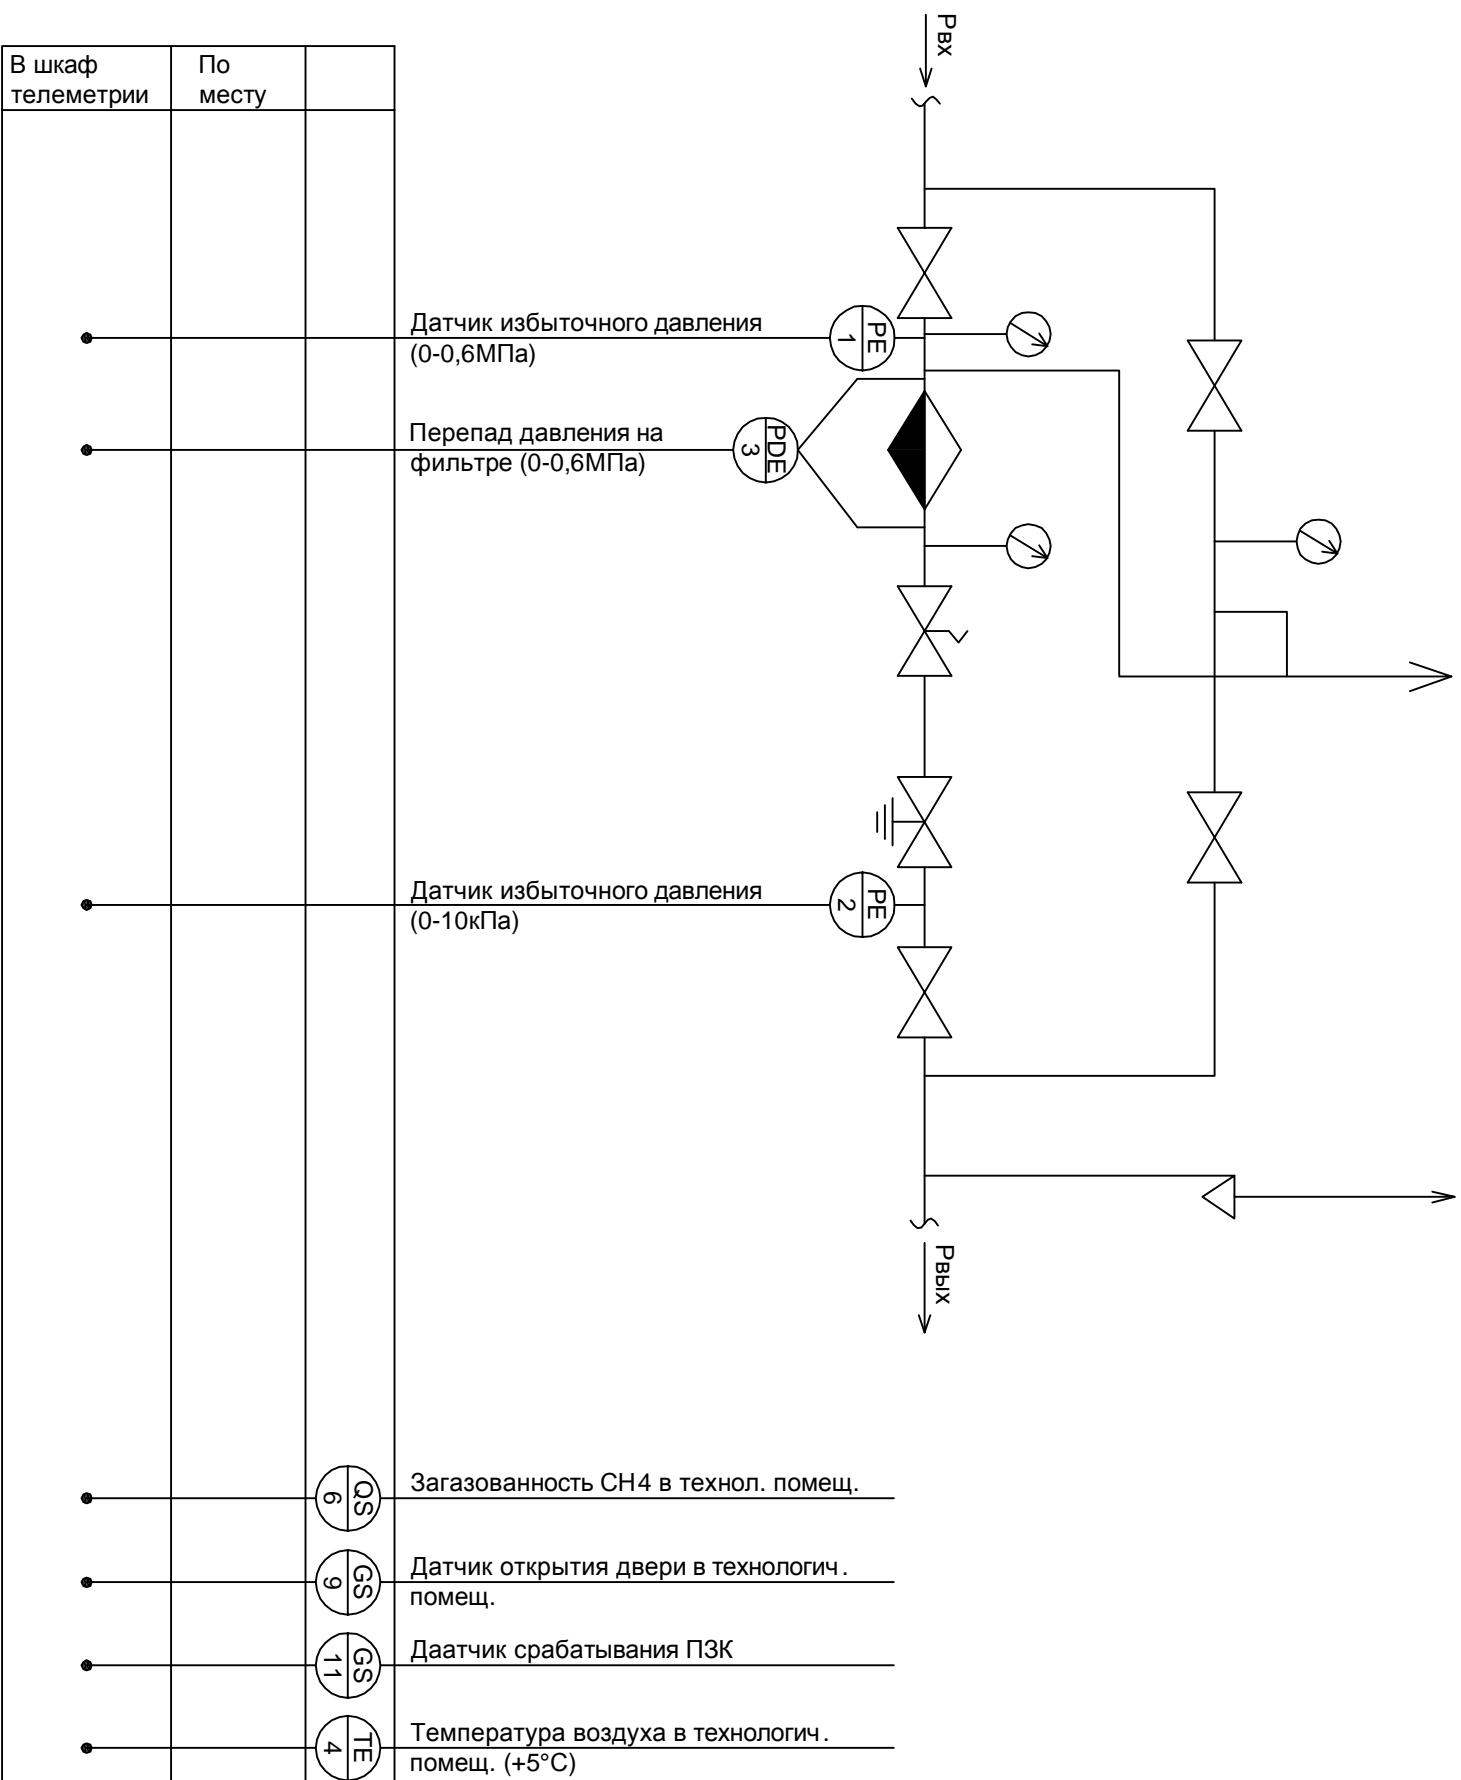 Рвх
В шкаф
телеметрии
По
месту
Датчик избыточного давления
(0-0,6МПа)
PE
1
Перепад давления на
фильтре (0-0,6МПа)
PDE
3
Датчик избыточного давления
(0-10кПа)
PE
2
Рвых
QS
6
Загазованность СН4 в технол. помещ.
GS
9
Датчик открытия двери в технологич.
помещ.
GS
11
Даатчик срабатывания ПЗК
TE
4
Температура воздуха в технологич.
помещ. (+5°С)